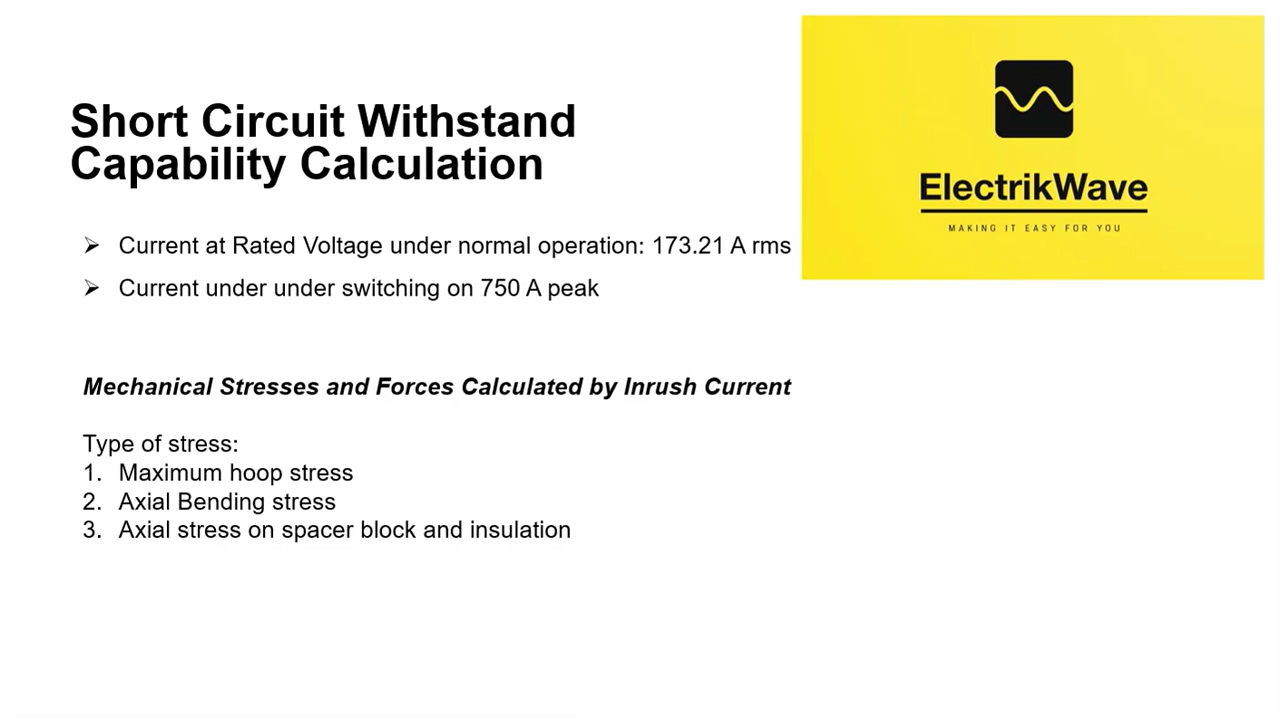 Short Circuit Withstand
Capability Calculation
➢ Current at Rated Voltage under normal operation: 173.21 A rms
➢ Current under under switching on 750 A peak
Mechanical Stresses and Forces Calculated by Inrush Current
Type of stress:
1. Maximum hoop stress
2. Axial Bending stress
3. Axial stress on spacer block and insulation
ElectrikWave
MAKING IT EASY FOR YOU